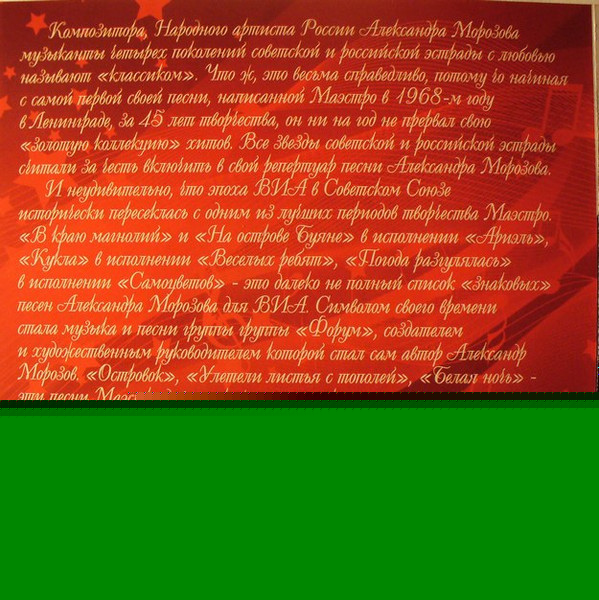 Композитора, Народного артиста России Александра Морозова
музыканты четырех поколений советской и российской эстрады с любовью
называют «классиком». Что ж, это весьма справедливо, потому чо начиная
с самой первой своей песни, написанной Маэстро в 1968-м году
в Ленинграде, за 45 лет творчества, он ни на год не прервал свою
«золотую коллекцию» хитов. Все звезды советской и российской эстрады
считали за честь включить в свой репертуар песни Александра Морозова.
И неудивительно, что эпоха ВИА в Советском Союзе
исторически пересеклась с одним из лучших периодов творчества Маэстро.
«В краю магнолий» и «На острове Буяне» в исполнении «Ариэль»,
«Кукла» в исполнении «Веселых ребят», «Погода разгулялась»
в исполнении «Самоцветов» - это далеко не полный список «знаковых»
песен Александра Морозова для ВИА. Символом своего времени
стала музыка и песни группы группы «Форум», создателем
и художественным руководителем которой стал сам автор Александр
Морозов. «Островок», «Улетели листья с тополей», «Белая ночь» -
эти песни